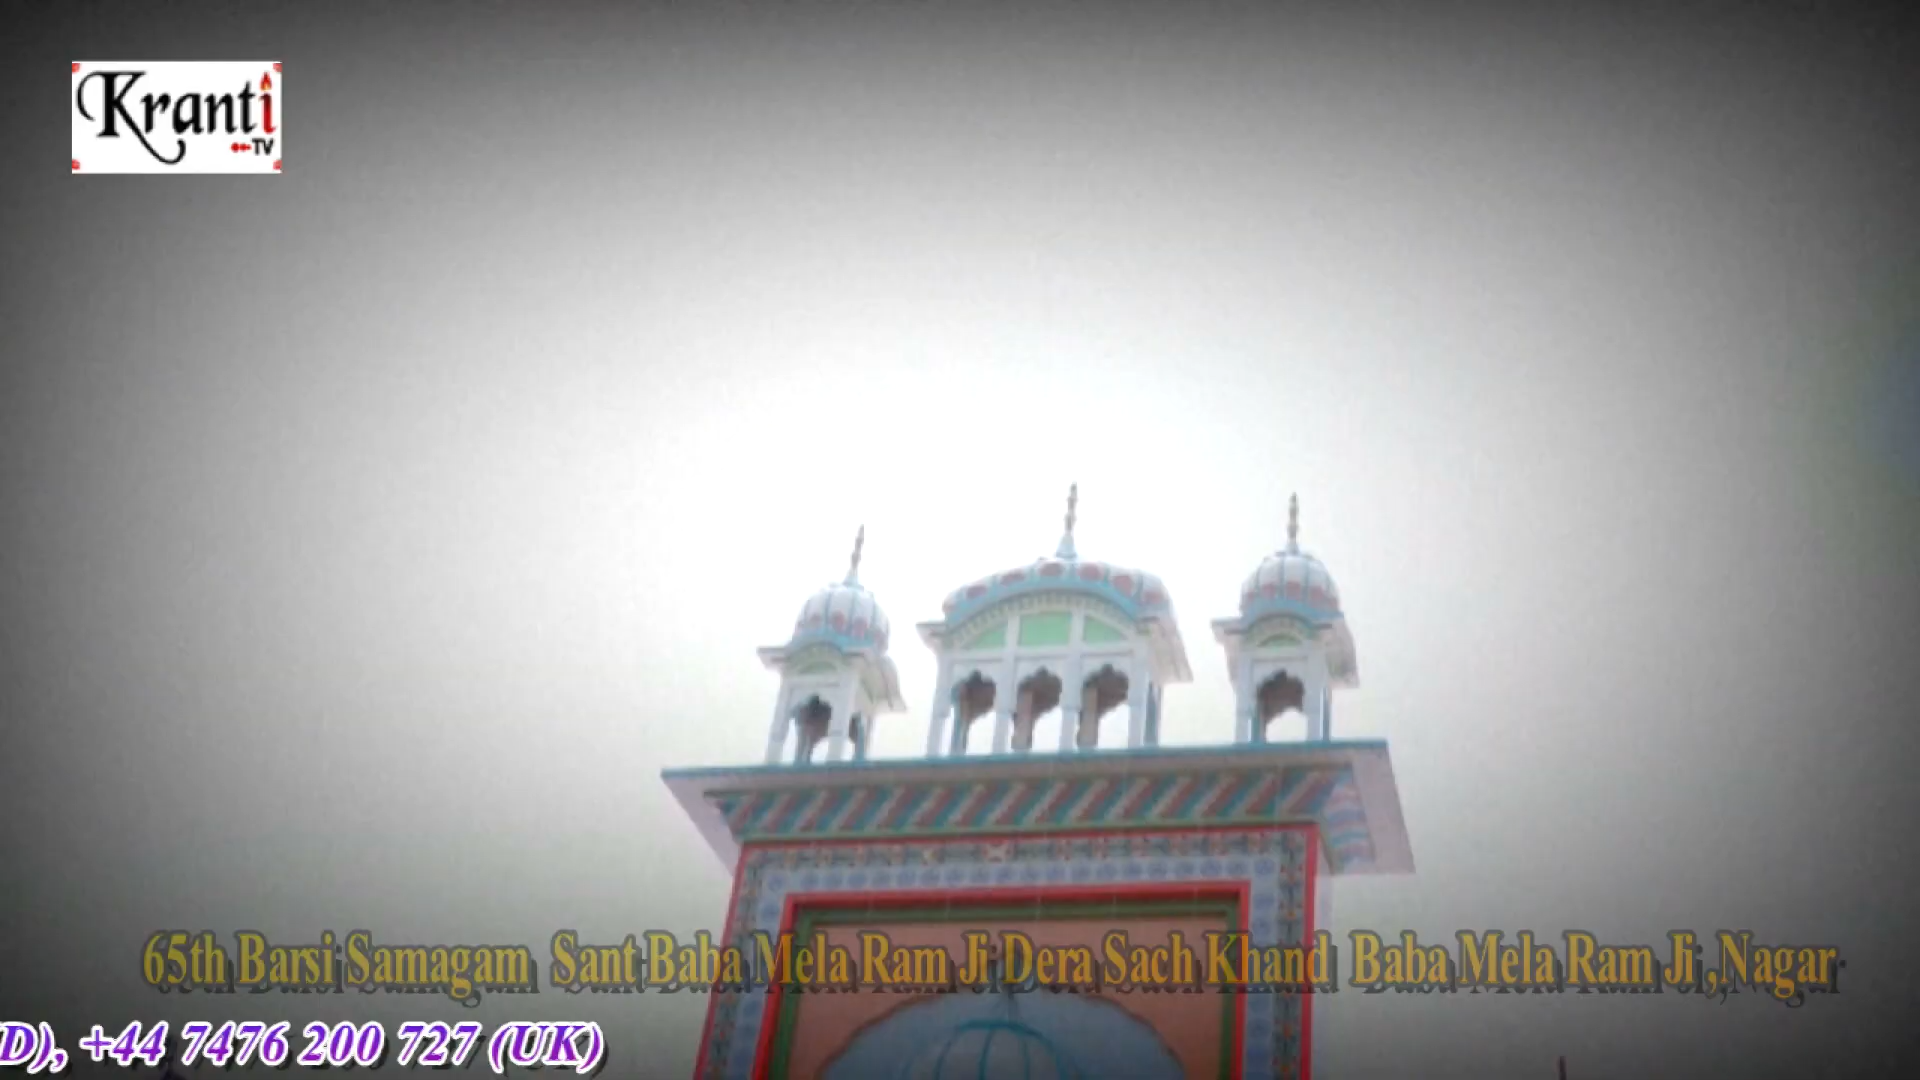 Kranti
TV
65th Barsi Samagam Sant Baba Mela Ram Ji Dera Sach Khand Baba Mela Ram Ji ,Nagar
D), +44 7476 200 727 (UK)